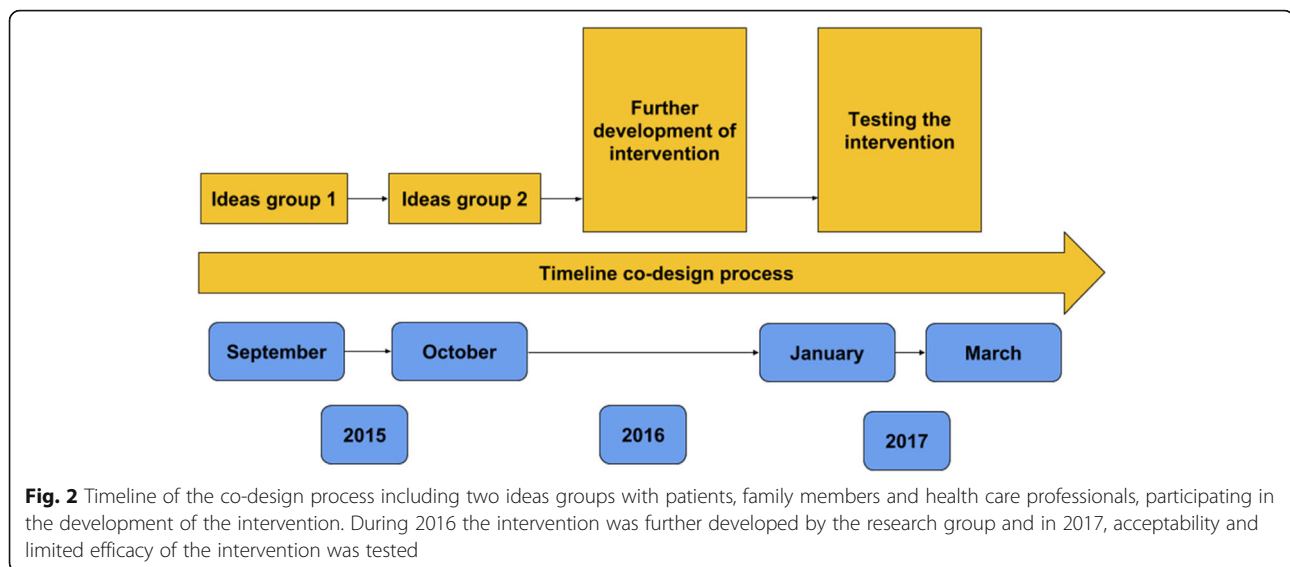 Further
development of
intervention
Testing the
intervention
Ideas group 1
Ideas group 2
Timeline co-design process
September
October
January
March
2015
2016
2017
Fig. 2 Timeline of the co-design process including two ideas groups with patients, family members and health care professionals, participating in
the development of the intervention. During 2016 the intervention was further developed by the research group and in 2017, acceptability and
limited efficacy of the intervention was tested